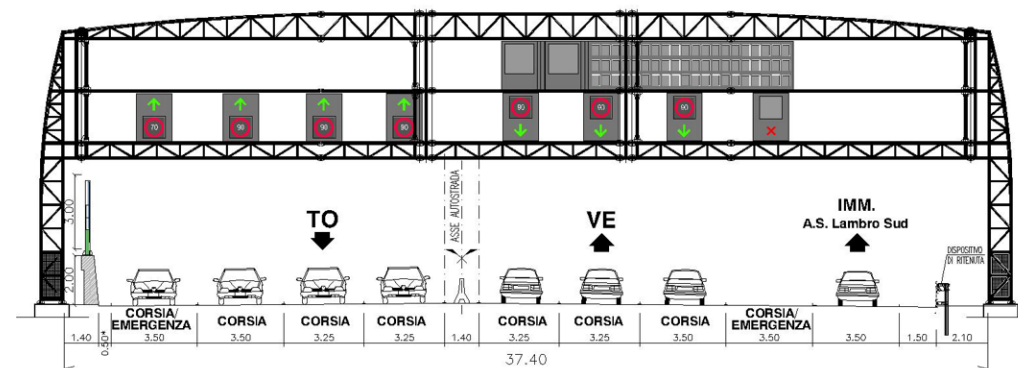 70 90 90 90 90 90 90
TO VE IMM.
A.S. Lambro Sud
ASSE AUTOSTRADA
DISPOSITIVO
DI RITENUTA
3.00
2.00
CORSIA/
EMERGENZA CORSIA CORSIA CORSIA CORSIA CORSIA CORSIA CORSIA/
EMERGENZA
1.40 0.50* 3.50 3.50 3.25 3.25 1.40 3.25 3.25 3.50 3.50 3.50 1.50 2.10
37.40